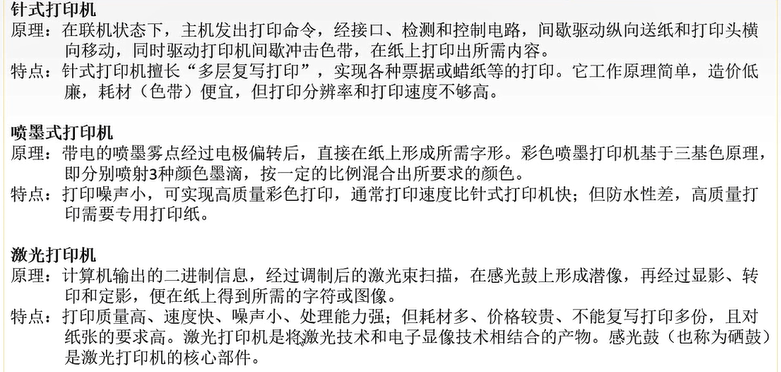 针式打印机
原理：在联机状态下，主机发出打印命令，经接口、检测和控制电路，间歇驱动纵向送纸和打印头横
向移动，同时驱动打印机间歇冲击色带，在纸上打印出所需内容。
特点：针式打印机擅长“多层复写打印”，实现各种票据或蜡纸等的打印。它工作原理简单，造价低
廉，耗材（色带）便宜，但打印分辨率和打印速度不够高。
喷墨式打印机
原理：带电的喷墨雾点经过电极偏转后，直接在纸上形成所需字形。彩色喷墨打印机基于三基色原理，
即分别喷射3种颜色墨滴，按一定的比例混合出所要求的颜色。
特点：打印噪声小，可实现高质量彩色打印，通常打印速度比针式打印机快；但防水性差，高质量打
印需要专用打印纸。
激光打印机
原理：计算机输出的二进制信息，经过调制后的激光束扫描，在感光鼓上形成潜像，再经过显影、转
印和定影，便在纸上得到所需的字符或图像。
特点：打印质量高、速度快、噪声小、处理能力强；但耗材多、价格较贵、不能复写打印多份，且对
纸张的要求高。激光打印机是将激光技术和电子显像技术相结合的产物。感光鼓（也称为硒鼓）
是激光打印机的核心部件。